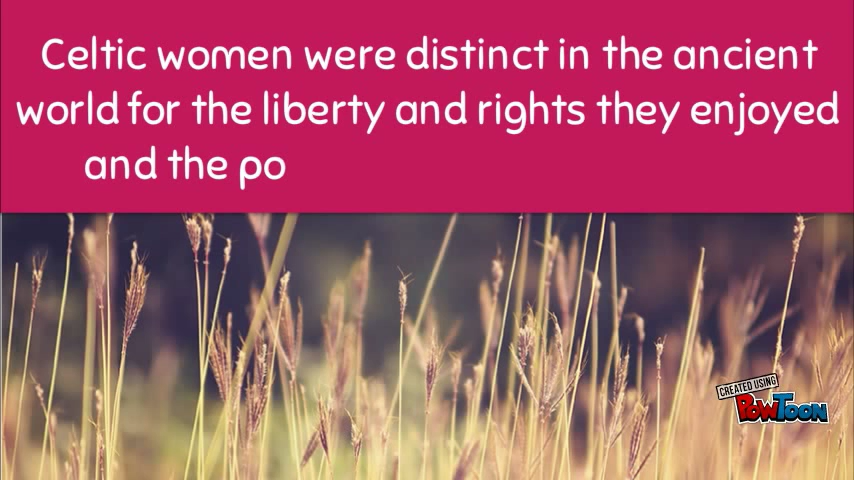 Celtic women were distinct in the ancient
world for the liberty and rights they enjoyed
and the po
CREATED USING
POWTOON